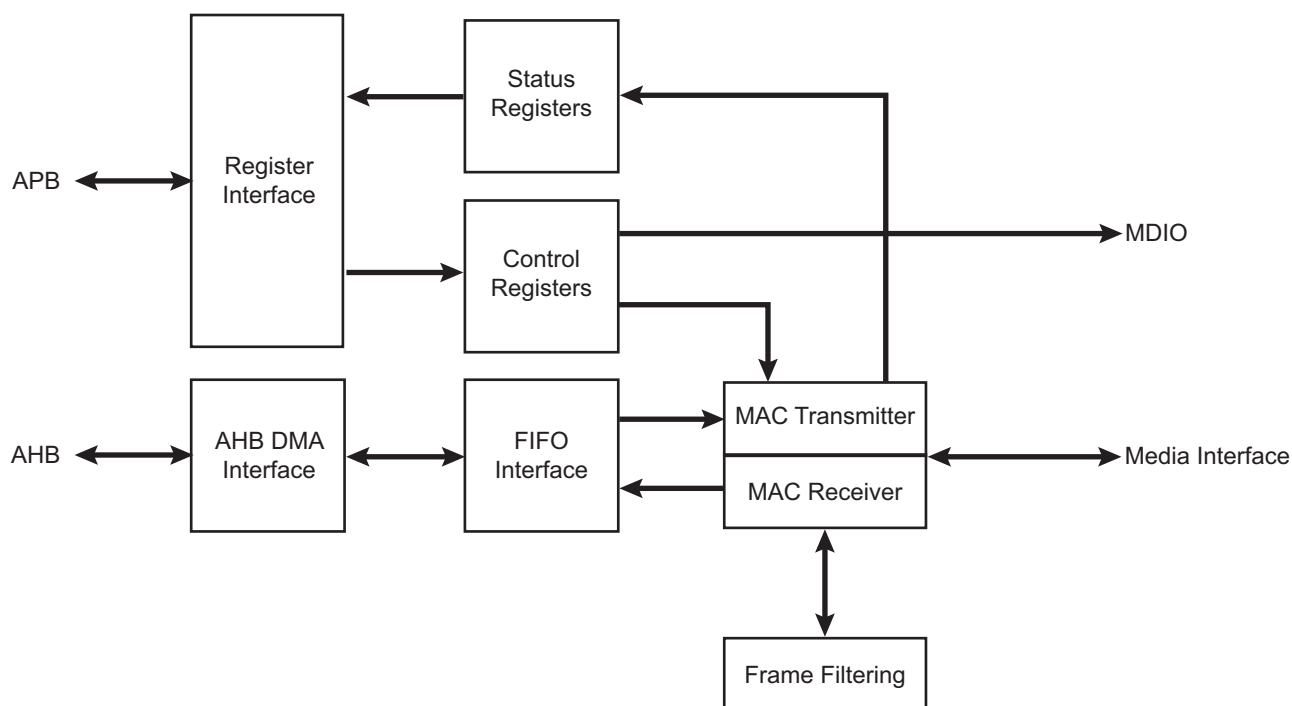 Status
Registers
APB
Register
Interface
MDIO
Control
Registers
AHB
AHB DMA
Interface
FIFO
Interface
MAC Transmitter
MAC Receiver
Media Interface
Frame Filtering